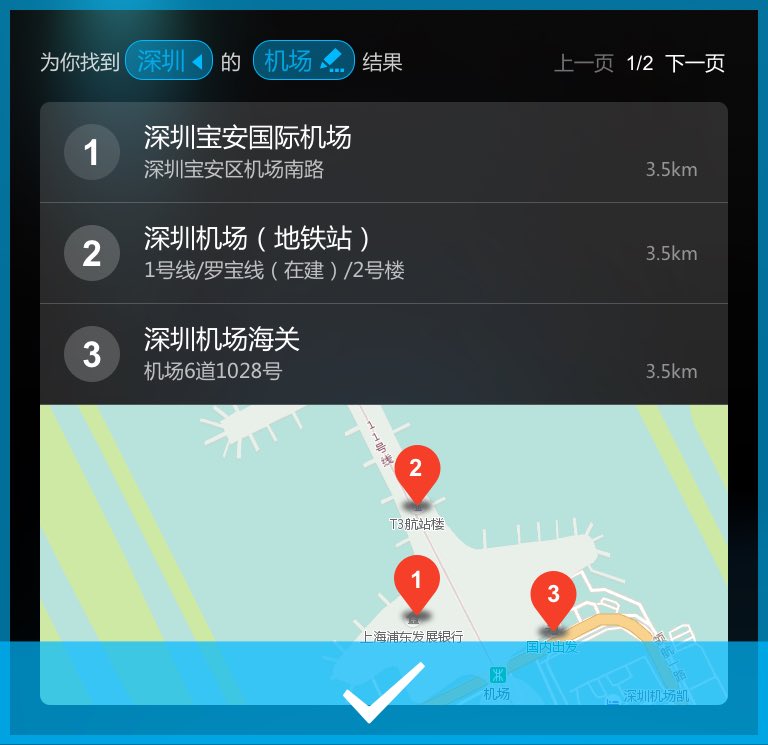 为你找到 深圳 的 机场 结果 上一页 1/2 下一页
1
深圳宝安国际机场
深圳宝安区机场南路 3.5km
2
深圳机场（地铁站）
1号线/罗宝线（在建）/2号楼 3.5km
3
深圳机场海关
机场6道1028号 3.5km
11号线
2
T3航站楼
1
上海浦东发展银行
3
国内出发
机场
深圳机场凯